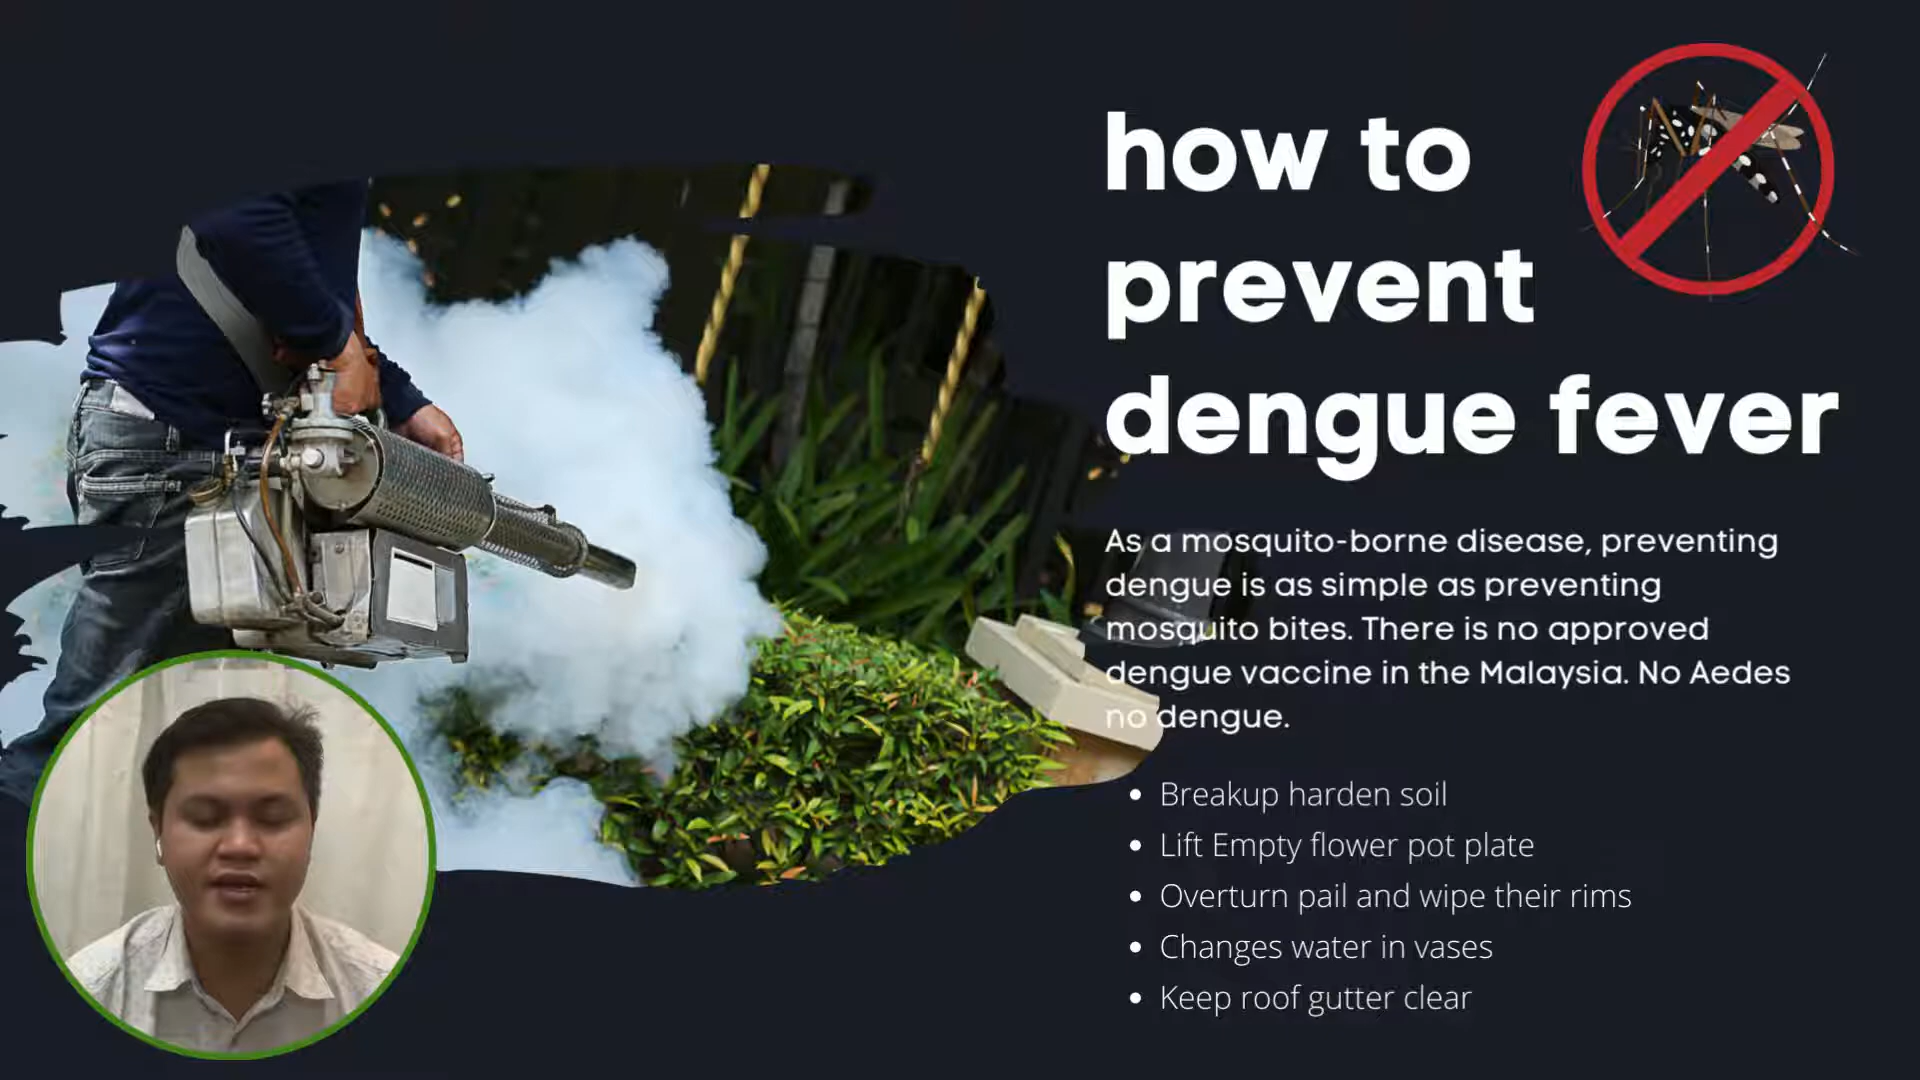 how to
prevent
dengue fever
As a mosquito-borne disease, preventing
dengue is as simple as preventing
mosquito bites. There is no approved
dengue vaccine in the Malaysia. No Aedes
no dengue.
• Breakup harden soil
• Lift Empty flower pot plate
• Overturn pail and wipe their rims
• Changes water in vases
• Keep roof gutter clear